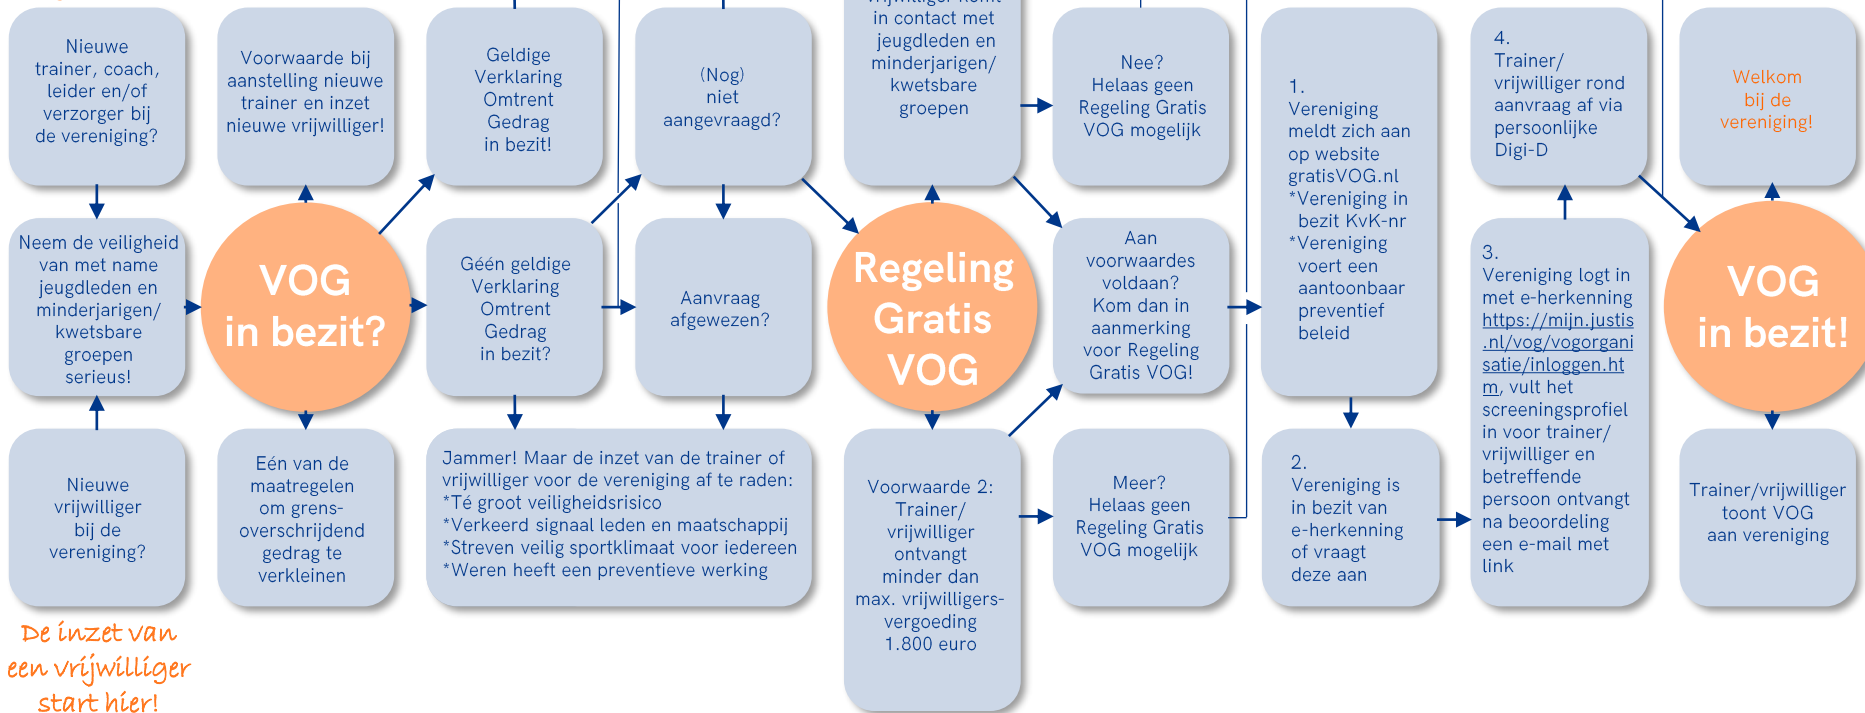 Nieuwe
trainer, coach,
leider en/of
verzorger bij
de vereniging?
Neem de veiligheid
van met name
jeugdleden en
minderjarigen/
kwetsbare
groepen
serieus!
Nieuwe
vrijwilliger
bij de
vereniging?
De inzet van
een vrijwilliger
start hier!
Voorwaarde bij
aanstelling nieuwe
trainer en inzet
nieuwe vrijwilliger!
VOG
in bezit?
Eén van de
maatregelen
om grens-
overschrijdend
gedrag te
verkleinen
Geldige
Verklaring
Omtrent
Gedrag
in bezit!
Géén geldige
Verklaring
Omtrent
Gedrag
in bezit?
(Nog)
niet
aangevraagd?
Aanvraag
afgewezen?
Jammer! Maar de inzet van de trainer of
vrijwilliger voor de vereniging af te raden:
*Té groot veiligheidsrisico
*Verkeerd signaal leden en maatschappij
*Streven veilig sportklimaat voor iedereen
*Weren heeft een preventieve werking
vrijwilliger komt
in contact met
jeugdleden en
minderjarigen/
kwetsbare
groepen
Regeling
Gratis
VOG
Voorwaarde 2:
Trainer/
vrijwilliger
ontvangt
minder dan
max. vrijwilligers-
vergoeding
1.800 euro
Nee?
Helaas geen
Regeling Gratis
VOG mogelijk
Aan
voorwaardes
voldaan?
Kom dan in
aanmerking
voor Regeling
Gratis VOG!
Meer?
Helaas geen
Regeling Gratis
VOG mogelijk
1.
Vereniging
meldt zich aan
op website
gratisVOG.nl
*Vereniging in
bezit KvK-nr
*Vereniging
voert een
aantoonbaar
preventief
beleid
2.
Vereniging is
in bezit van
e-herkenning
of vraagt
deze aan
4.
Trainer/
vrijwilliger rond
aanvraag af via
persoonlijke
Digi-D
3.
Vereniging logt in
met e-herkenning
https://mijn.justis
.nl/vog/vogorgani
satie/inloggen.ht
m, vult het
screeningsprofiel
in voor trainer/
vrijwilliger en
betreffende
persoon ontvangt
na beoordeling
een e-mail met
link
Welkom
bij de
vereniging!
VOG
in bezit!
Trainer/vrijwilliger
toont VOG
aan vereniging